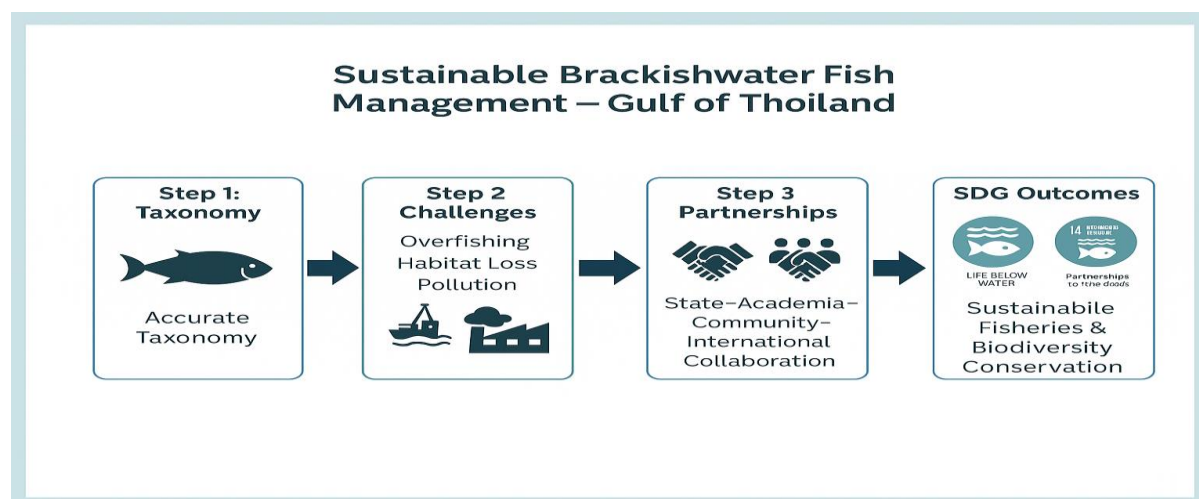 Sustainable Brackishwater Fish
Management – Gulf of Thoiland
Step 1:
Taxonomy
Accurate
Taxonomy
Step 2
Challenges
Overfishing
Habitat Loss
Pollution
Step 3
Partnerships
State–Academia–
Community–
International
Collaboration
SDG Outcomes
LIFE BELOW
WATER
14
Partnerships
to
Sustainabile
Fisheries &
Biodiversity
Conservation